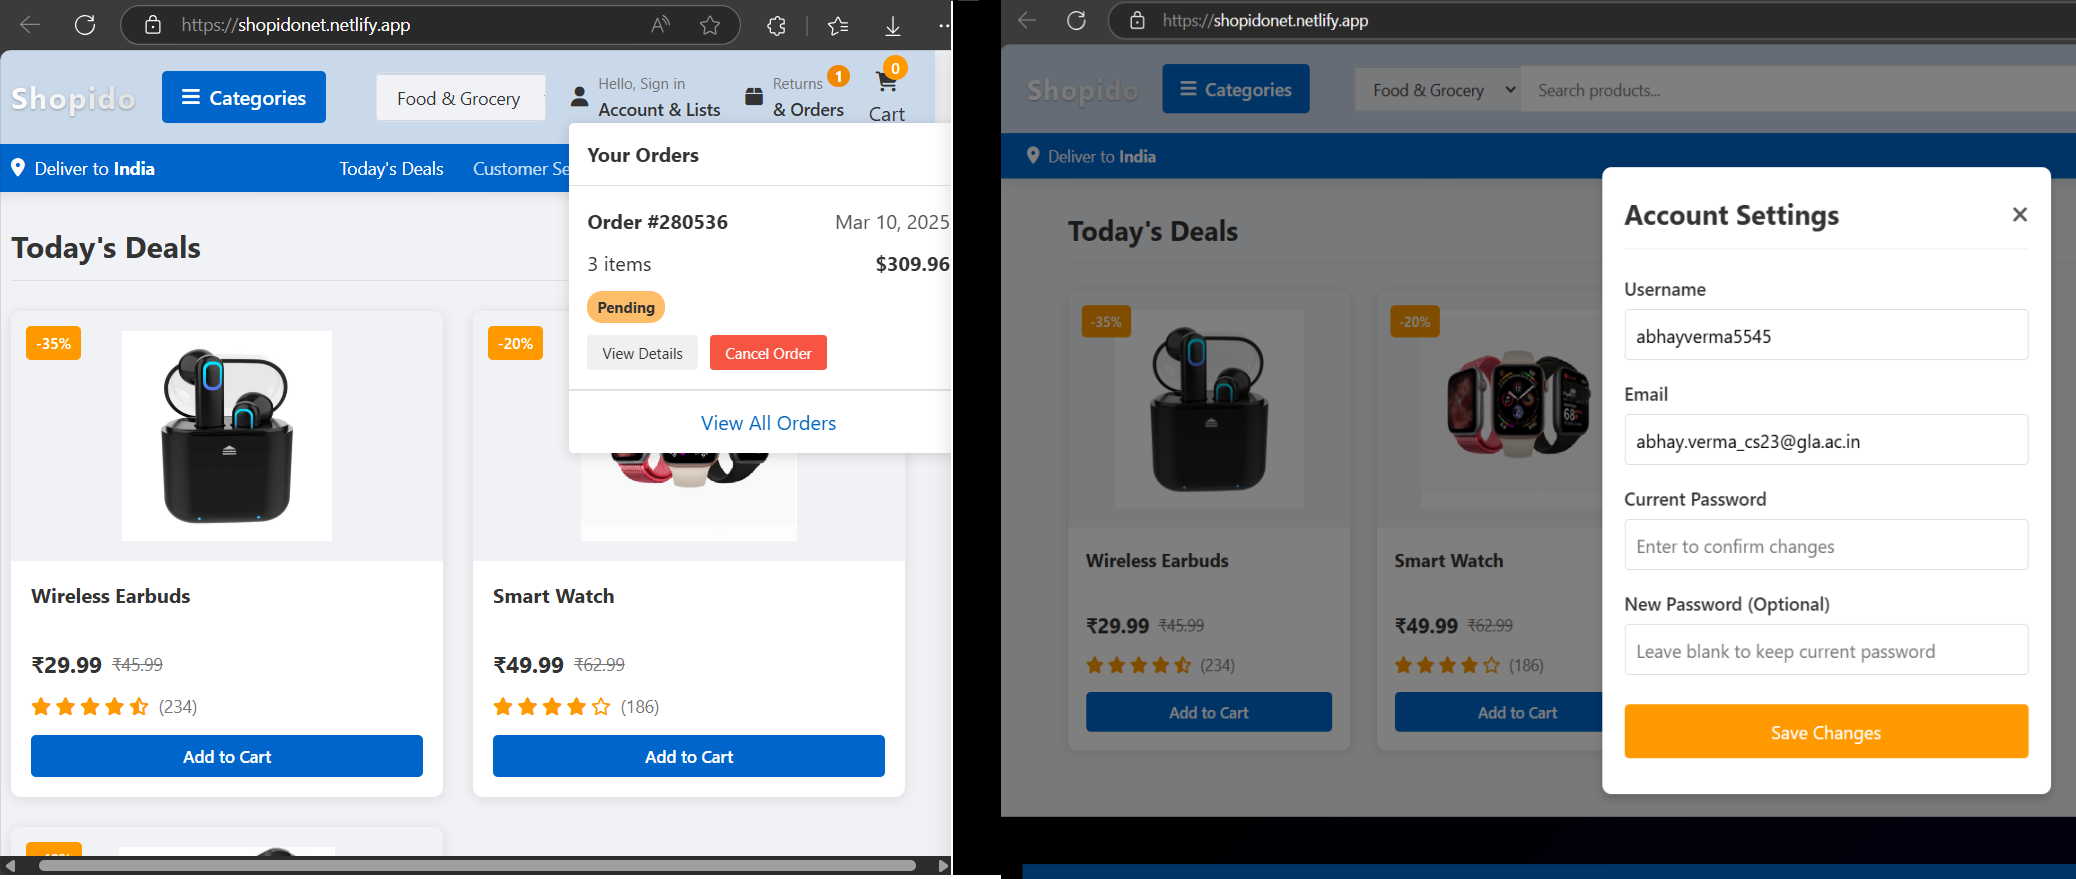 https://shopidonet.netlify.app
Shopido
Categories
Food & Grocery
Hello, Sign in
Account & Lists
Returns
& Orders
1
0
Cart
Deliver to India
Today's Deals
Customer Se
Your Orders
Order #280536
Mar 10, 2025
3 items
$309.96
Pending
View Details
Cancel Order
View All Orders
Today's Deals
-35%
-20%
Wireless Earbuds
₹29.99 ₹45.99
(234)
Add to Cart
Smart Watch
₹49.99 ₹62.99
(186)
Add to Cart
https://shopidonet.netlify.app
Shopido
Categories
Food & Grocery
Search products...
Deliver to India
Today's Deals
-35%
-20%
68
Wireless Earbuds
₹29.99 ₹45.99
(234)
Add to Cart
Smart Watch
₹49.99 ₹62.99
(186)
Add to Cart
Account Settings
Username
abhayverma5545
Email
abhay.verma_cs23@gla.ac.in
Current Password
Enter to confirm changes
New Password (Optional)
Leave blank to keep current password
Save Changes